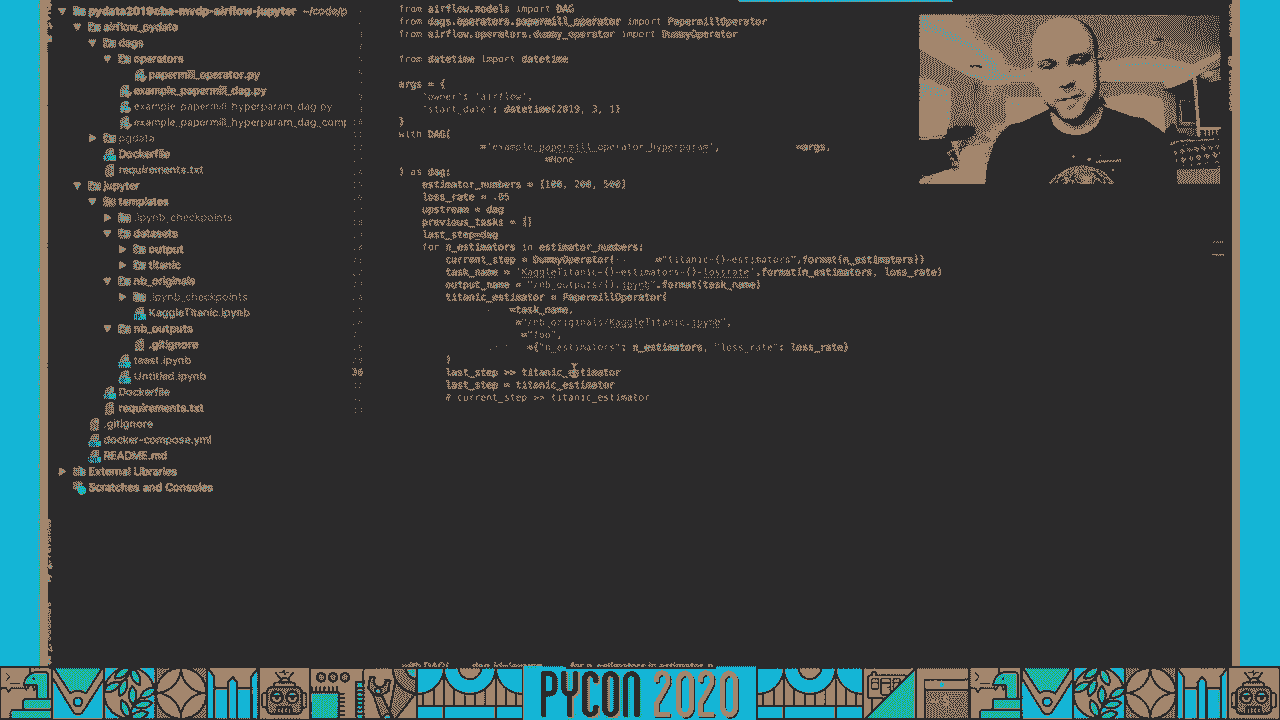 pydata2019cba-mvdp-airflow-jupyter ~/code/p
airflow_pydata
dags
operators
papermill_operator.py
example_papermill_dag.py
example_papermill_hyperparam_dag.py
example_papermill_hyperparam_dag_comp
pgdata
Dockerfile
requirements.txt
jupyter
templates
.ipynb_checkpoints
datasets
output
titanic
nb_originals
.ipynb_checkpoints
KaggleTitanic.ipynb
nb_outputs
.gitignore
Untitled.ipynb
Dockerfile
requirements.txt
.gitignore
docker-compose.yml
README.md
External Libraries
Scratches and Consoles
from airflow.models import DAG
from dags.operators.papermill_operator import PapermillOperator
from airflow.operators.dummy_operator import DummyOperator
from datetime import datetime
args = {
'owner': 'airflow',
'start_date': datetime(2019, 3, 1)
}
with DAG(
='example_papermill_operator_hyperparam', =args,
=None
) as dag:
estimator_numbers = [100, 200, 500]
loss_rate = .05
upstream = dag
previous_tasks = []
last_step=dag
for n_estimators in estimator_numbers:
current_step = DummyOperator( ="titanic-{}-estimators".format(n_estimators))
task_name = 'KaggleTitanic-{}-estimators-{}-lossrate'.format(n_estimators, loss_rate)
output_name = "/nb_outputs/{}.ipynb".format(task_name)
titanic_estimator = PapermillOperator(
=task_name,
="/nb_originals/KaggleTitanic.ipynb",
="foo",
={"n_estimators": n_estimators, "loss_rate": loss_rate}
)
36 last_step >> titanic_estimator
last_step = titanic_estimator
# current_step >> titanic_estimator
PYCON 2020